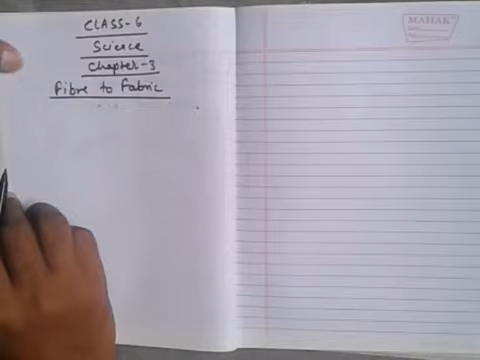 CLASS-6
Science
Chapter-3
Fibre to Fabric
MAHAK